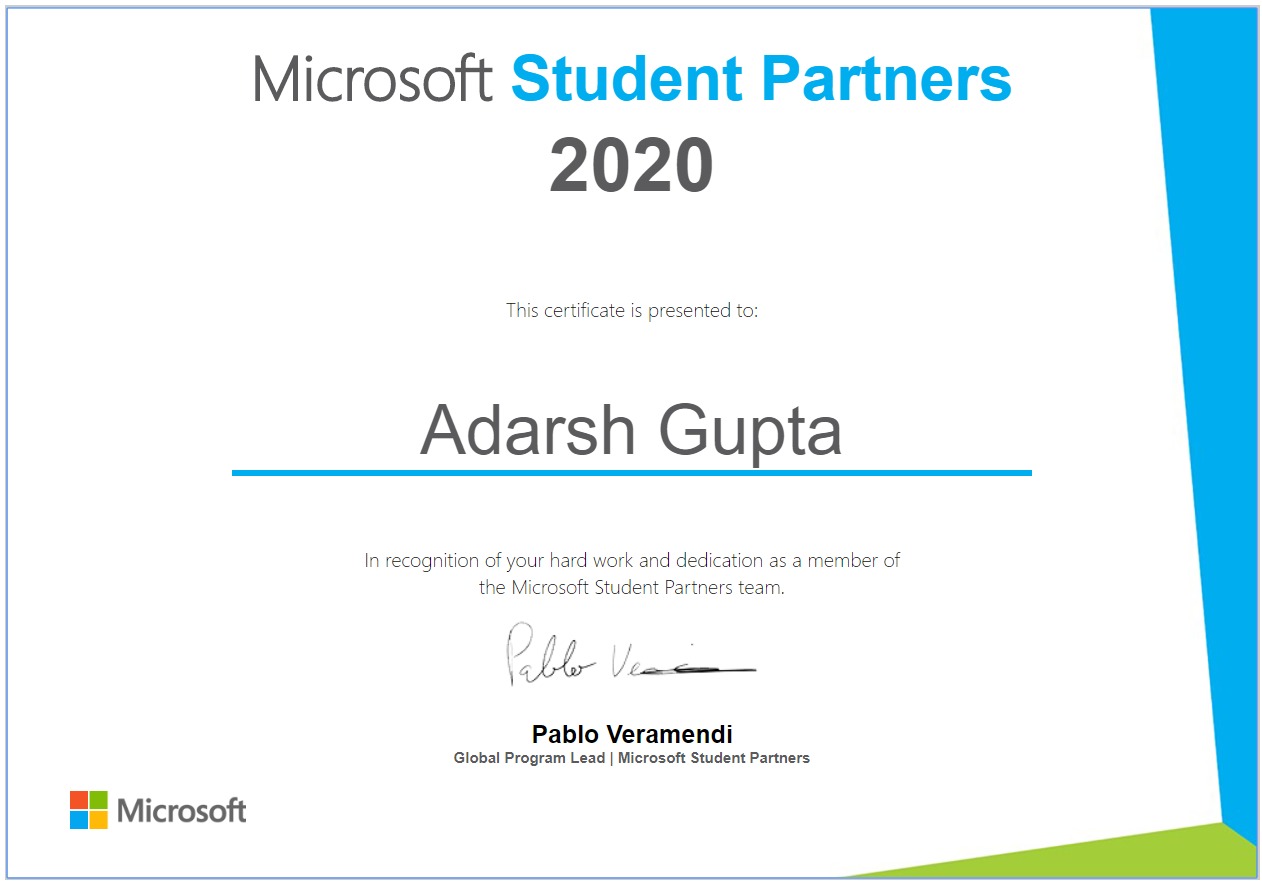 Microsoft Student Partners
2020
This certificate is presented to:
Adarsh Gupta
In recognition of your hard work and dedication as a member of
the Microsoft Student Partners team.
Pablo Veramendi
Global Program Lead | Microsoft Student Partners
Microsoft